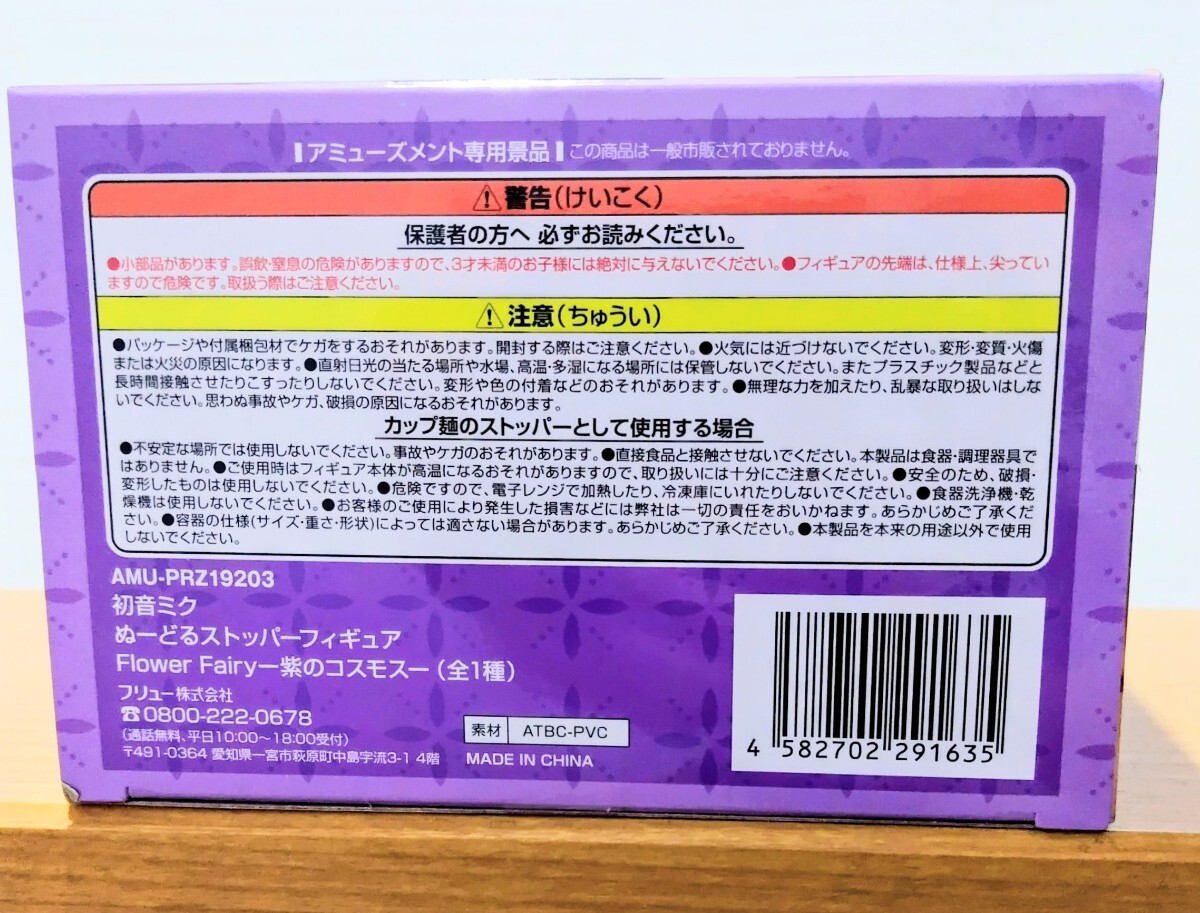 アミューズメント専用景品 この商品は一般市販されておりません。
⚠警告(けいこく)
保護者の方へ 必ずお読みください。
●小部品があります。誤飲・窒息の危険がありますので、3才未満のお子様には絶対に与えないでください。●フィギュアの先端は、仕様上、尖ってい
ますので危険です。取扱う際はご注意ください。
⚠注意(ちゅうい)
●パッケージや付属梱包材でケガをするおそれがあります。開封する際はご注意ください。●火気には近づけないでください。変形・変質・火傷
または火災の原因になります。●直射日光の当たる場所や水場、高温・多湿になる場所には保管しないでください。またプラスチック製品などと
長時間接触させたりこすったりしないでください。変形や色の付着などのおそれがあります。●無理な力を加えたり、乱暴な取り扱いはしな
いでください。思わぬ事故やケガ、破損の原因になるおそれがあります。
カップ麺のストッパーとして使用する場合
●不安定な場所では使用しないでください。事故やケガのおそれがあります。●直接食品と接触させないでください。本製品は食器・調理器具で
はありません。●ご使用時はフィギュア本体が高温になるおそれがありますので、取り扱いには十分にご注意ください。●安全のため、破損・
変形したものは使用しないでください。●危険ですので、電子レンジで加熱したり、冷凍庫にいれたりしないでください。●食器洗浄機・乾
燥機は使用しないでください。●お客様のご使用により発生した損害などには弊社は一切の責任をおいかねます。あらかじめご了承くださ
い。●容器の仕様(サイズ・重さ・形状)によっては適さない場合があります。あらかじめご了承ください。●本製品を本来の用途以外で使用
しないでください。
AMU-PRZ19203
初音ミク
ぬーどるストッパーフィギュア
Flower Fairyー紫のコスモスー(全1種)
フリュー株式会社
☎0800-222-0678
(通話無料、平日10:00～18:00受付)
〒491-0364 愛知県一宮市萩原町中島字流3-1 4階
素材 ATBC-PVC
MADE IN CHINA
4 582702 291635